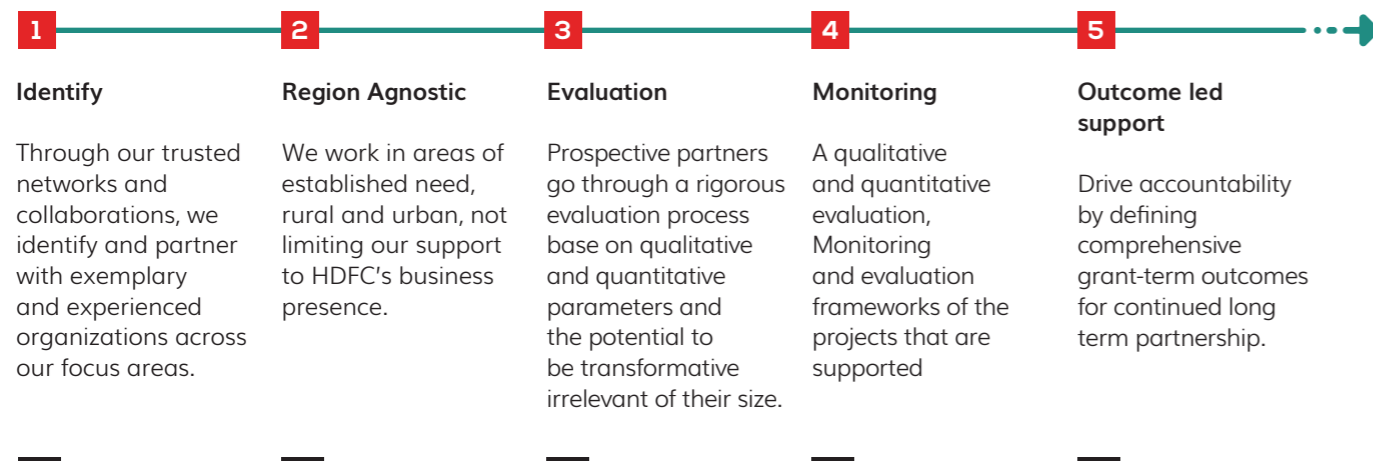 1
2
3
4
5
Identify
Through our trusted
networks and
collaborations, we
identify and partner
with exemplary
and experienced
organizations across
our focus areas.
Region Agnostic
We work in areas of
established need,
rural and urban, not
limiting our support
to HDFC's business
presence.
Evaluation
Prospective partners
go through a rigorous
evaluation process
base on qualitative
and quantitative
parameters and
the potential to
be transformative
irrelevant of their size.
Monitoring
A qualitative
and quantitative
evaluation,
Monitoring
and evaluation
frameworks of the
projects that are
supported
Outcome led
support
Drive accountability
by defining
comprehensive
grant-term outcomes
for continued long
term partnership.